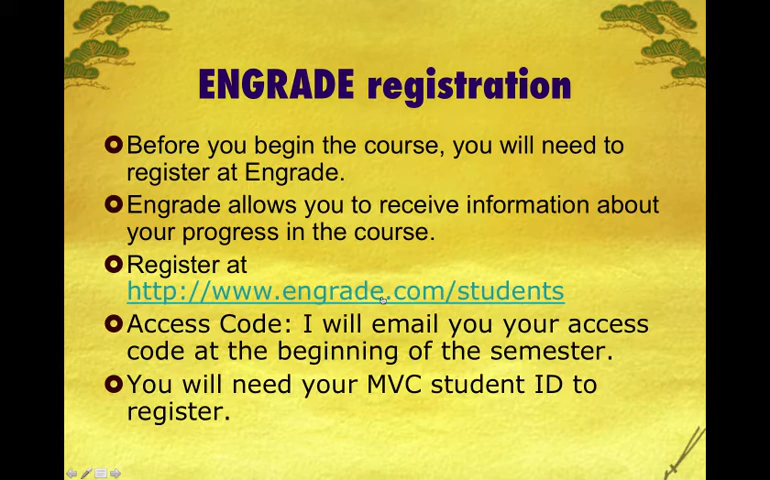 ENGRADE registration
Before you begin the course, you will need to
register at Engrade.
Engrade allows you to receive information about
your progress in the course.
Register at
http://www.engrade.com/students
Access Code: I will email you your access
code at the beginning of the semester.
You will need your MVC student ID to
register.